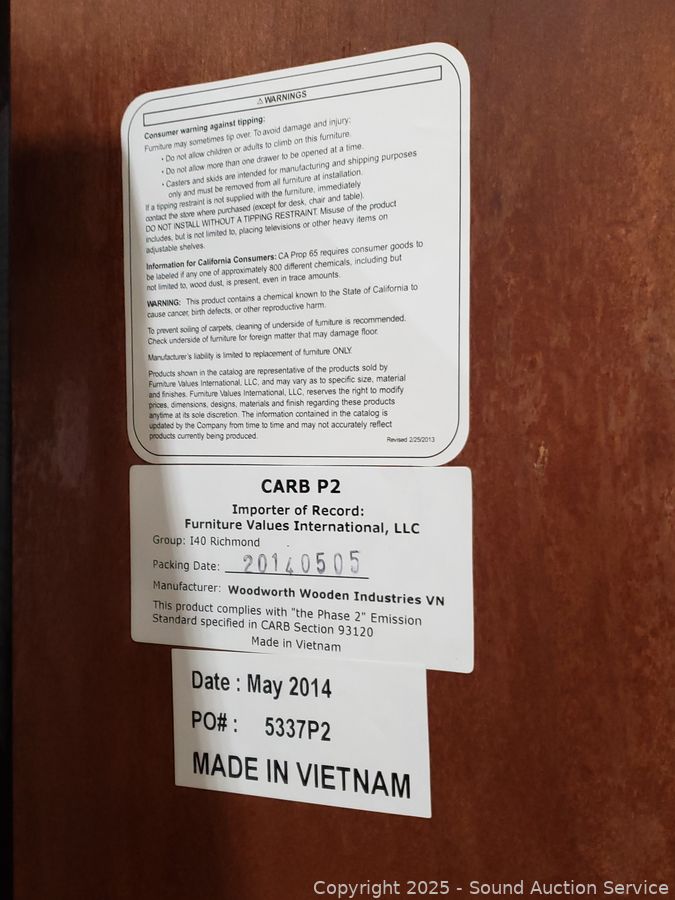 ⚠WARNINGS
Consumer warning against tipping:
Furniture may sometimes tip over. To avoid damage and injury:
• Do not allow children or adults to climb on this furniture.
• Do not allow more than one drawer to be opened at a time.
• Casters and skids are intended for manufacturing and shipping purposes
only and must be removed from all furniture at installation.
If a tipping restraint is not supplied with the furniture, immediately
contact the store where purchased (except for desk, chair and table).
DO NOT INSTALL WITHOUT A TIPPING RESTRAINT. Misuse of the product
includes, but is not limited to, placing televisions or other heavy items on
adjustable shelves.
Information for California Consumers: CA Prop 65 requires consumer goods to
be labeled if any one of approximately 800 different chemicals, including but
not limited to, wood dust, is present, even in trace amounts.
WARNING: This product contains a chemical known to the State of California to
cause cancer, birth defects, or other reproductive harm.
To prevent soiling of carpets, cleaning of underside of furniture is recommended.
Check underside of furniture for foreign matter that may damage floor.
Manufacturer's liability is limited to replacement of furniture ONLY.
Products shown in the catalog are representative of the products sold by
Furniture Values International, LLC, and may vary as to specific size, material
and finishes. Furniture Values International, LLC, reserves the right to modify
prices, dimensions, designs, materials and finish regarding these products
anytime at its sole discretion. The information contained in the catalog is
updated by the Company from time to time and may not accurately reflect
products currently being produced.
Revised 2/25/2013
CARB P2
Importer of Record:
Furniture Values International, LLC
Group: I40 Richmond
Packing Date: 20140505
Manufacturer: Woodworth Wooden Industries VN
This product complies with "the Phase 2" Emission
Standard specified in CARB Section 93120
Made in Vietnam
Date : May 2014
PO# : 5337P2
MADE IN VIETNAM
Copyright 2025 - Sound Auction Service